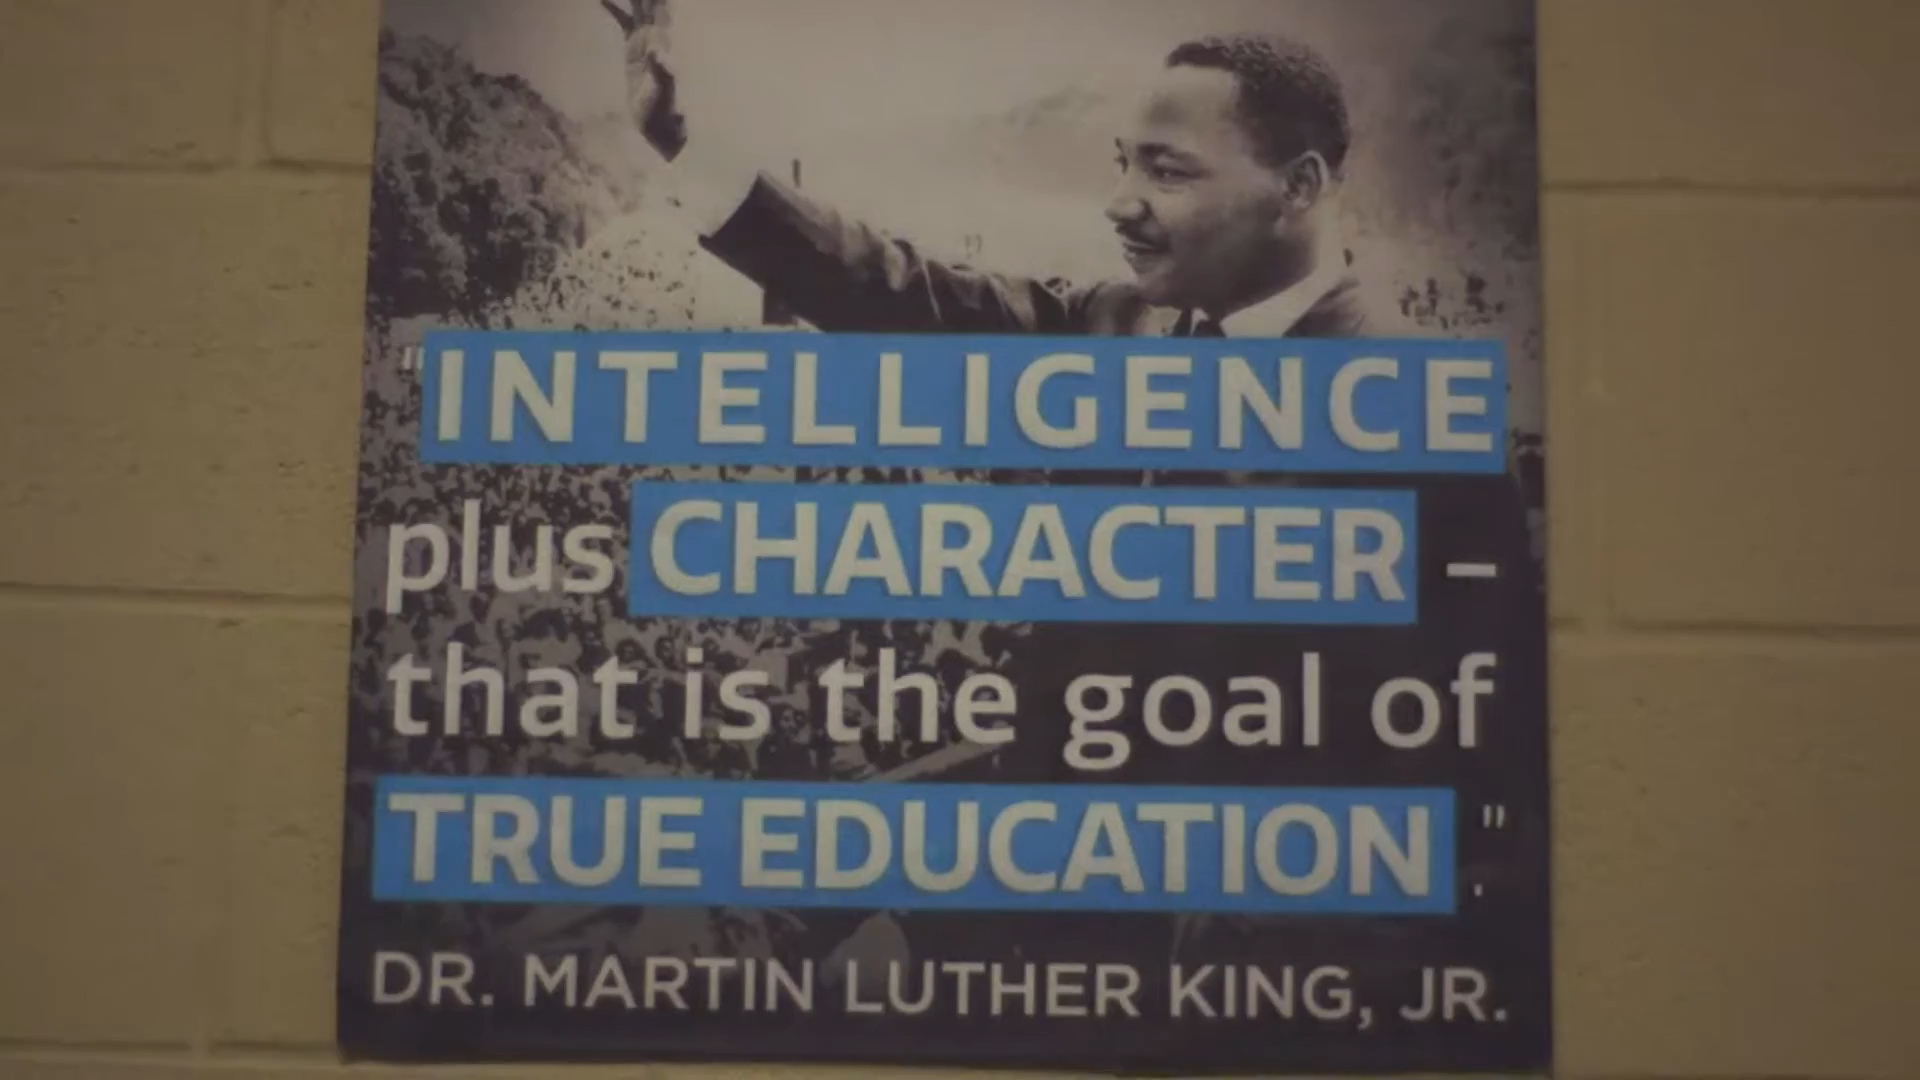 "INTELLIGENCE
plus CHARACTER –
that is the goal of
TRUE EDUCATION."
DR. MARTIN LUTHER KING, JR.